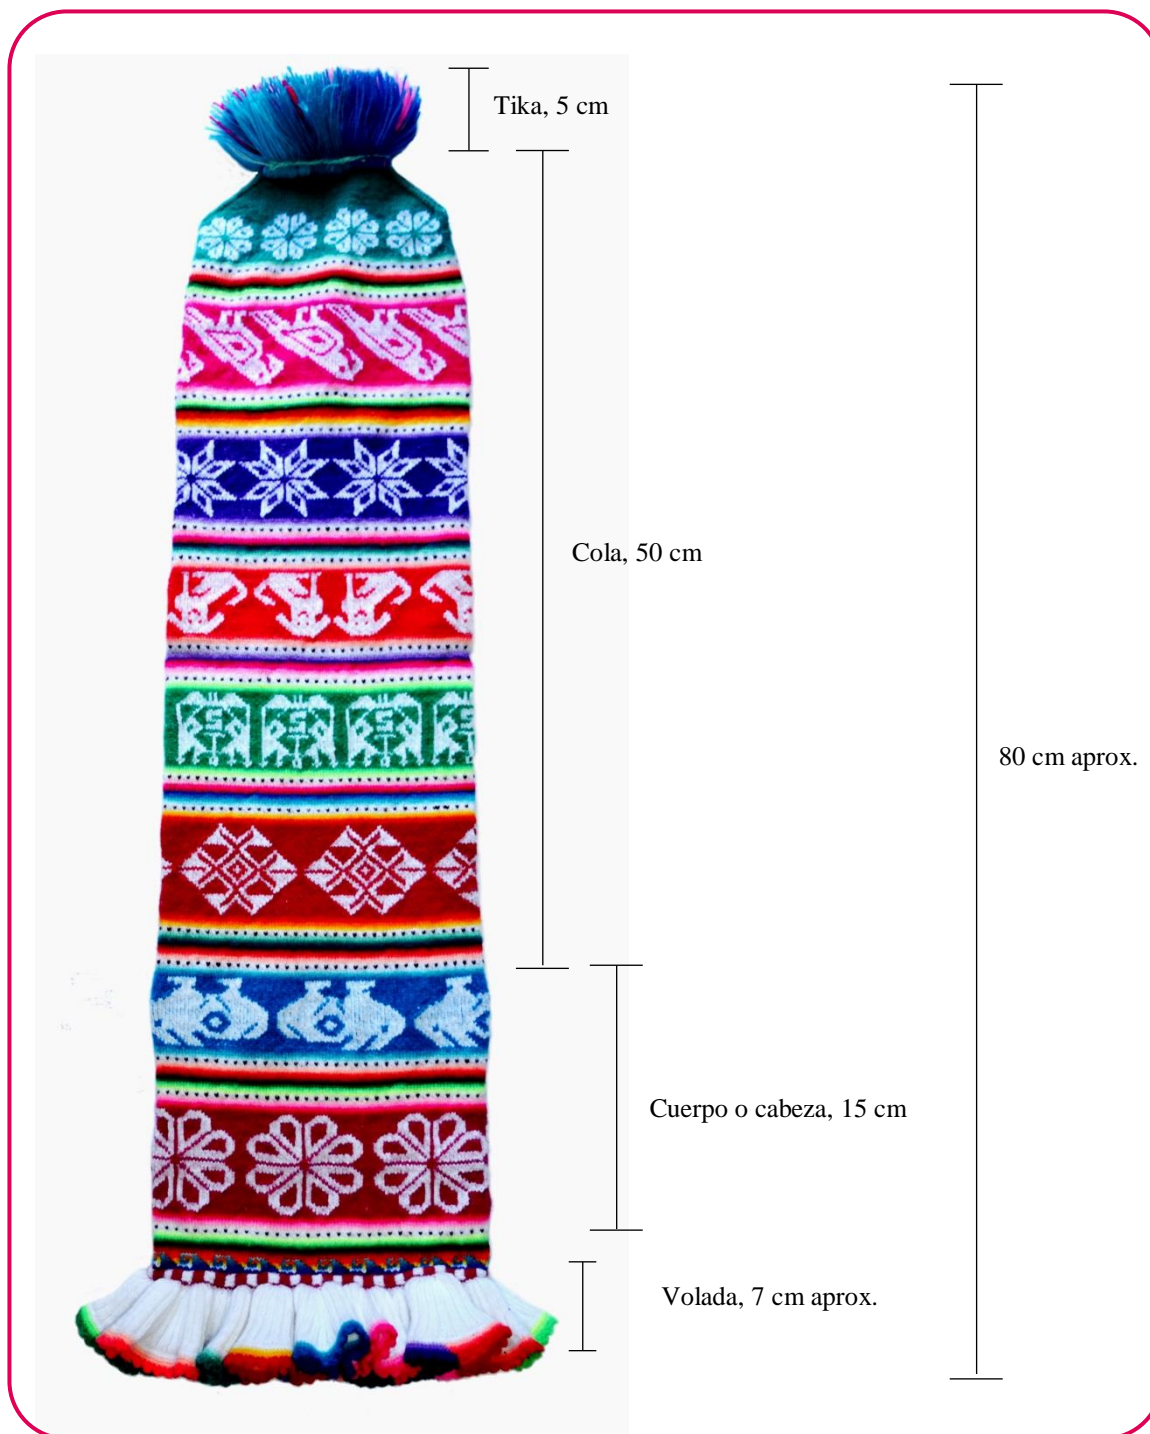 Tika, 5 cm
Cola, 50 cm
80 cm aprox.
Cuerpo o cabeza, 15 cm
Volada, 7 cm aprox.